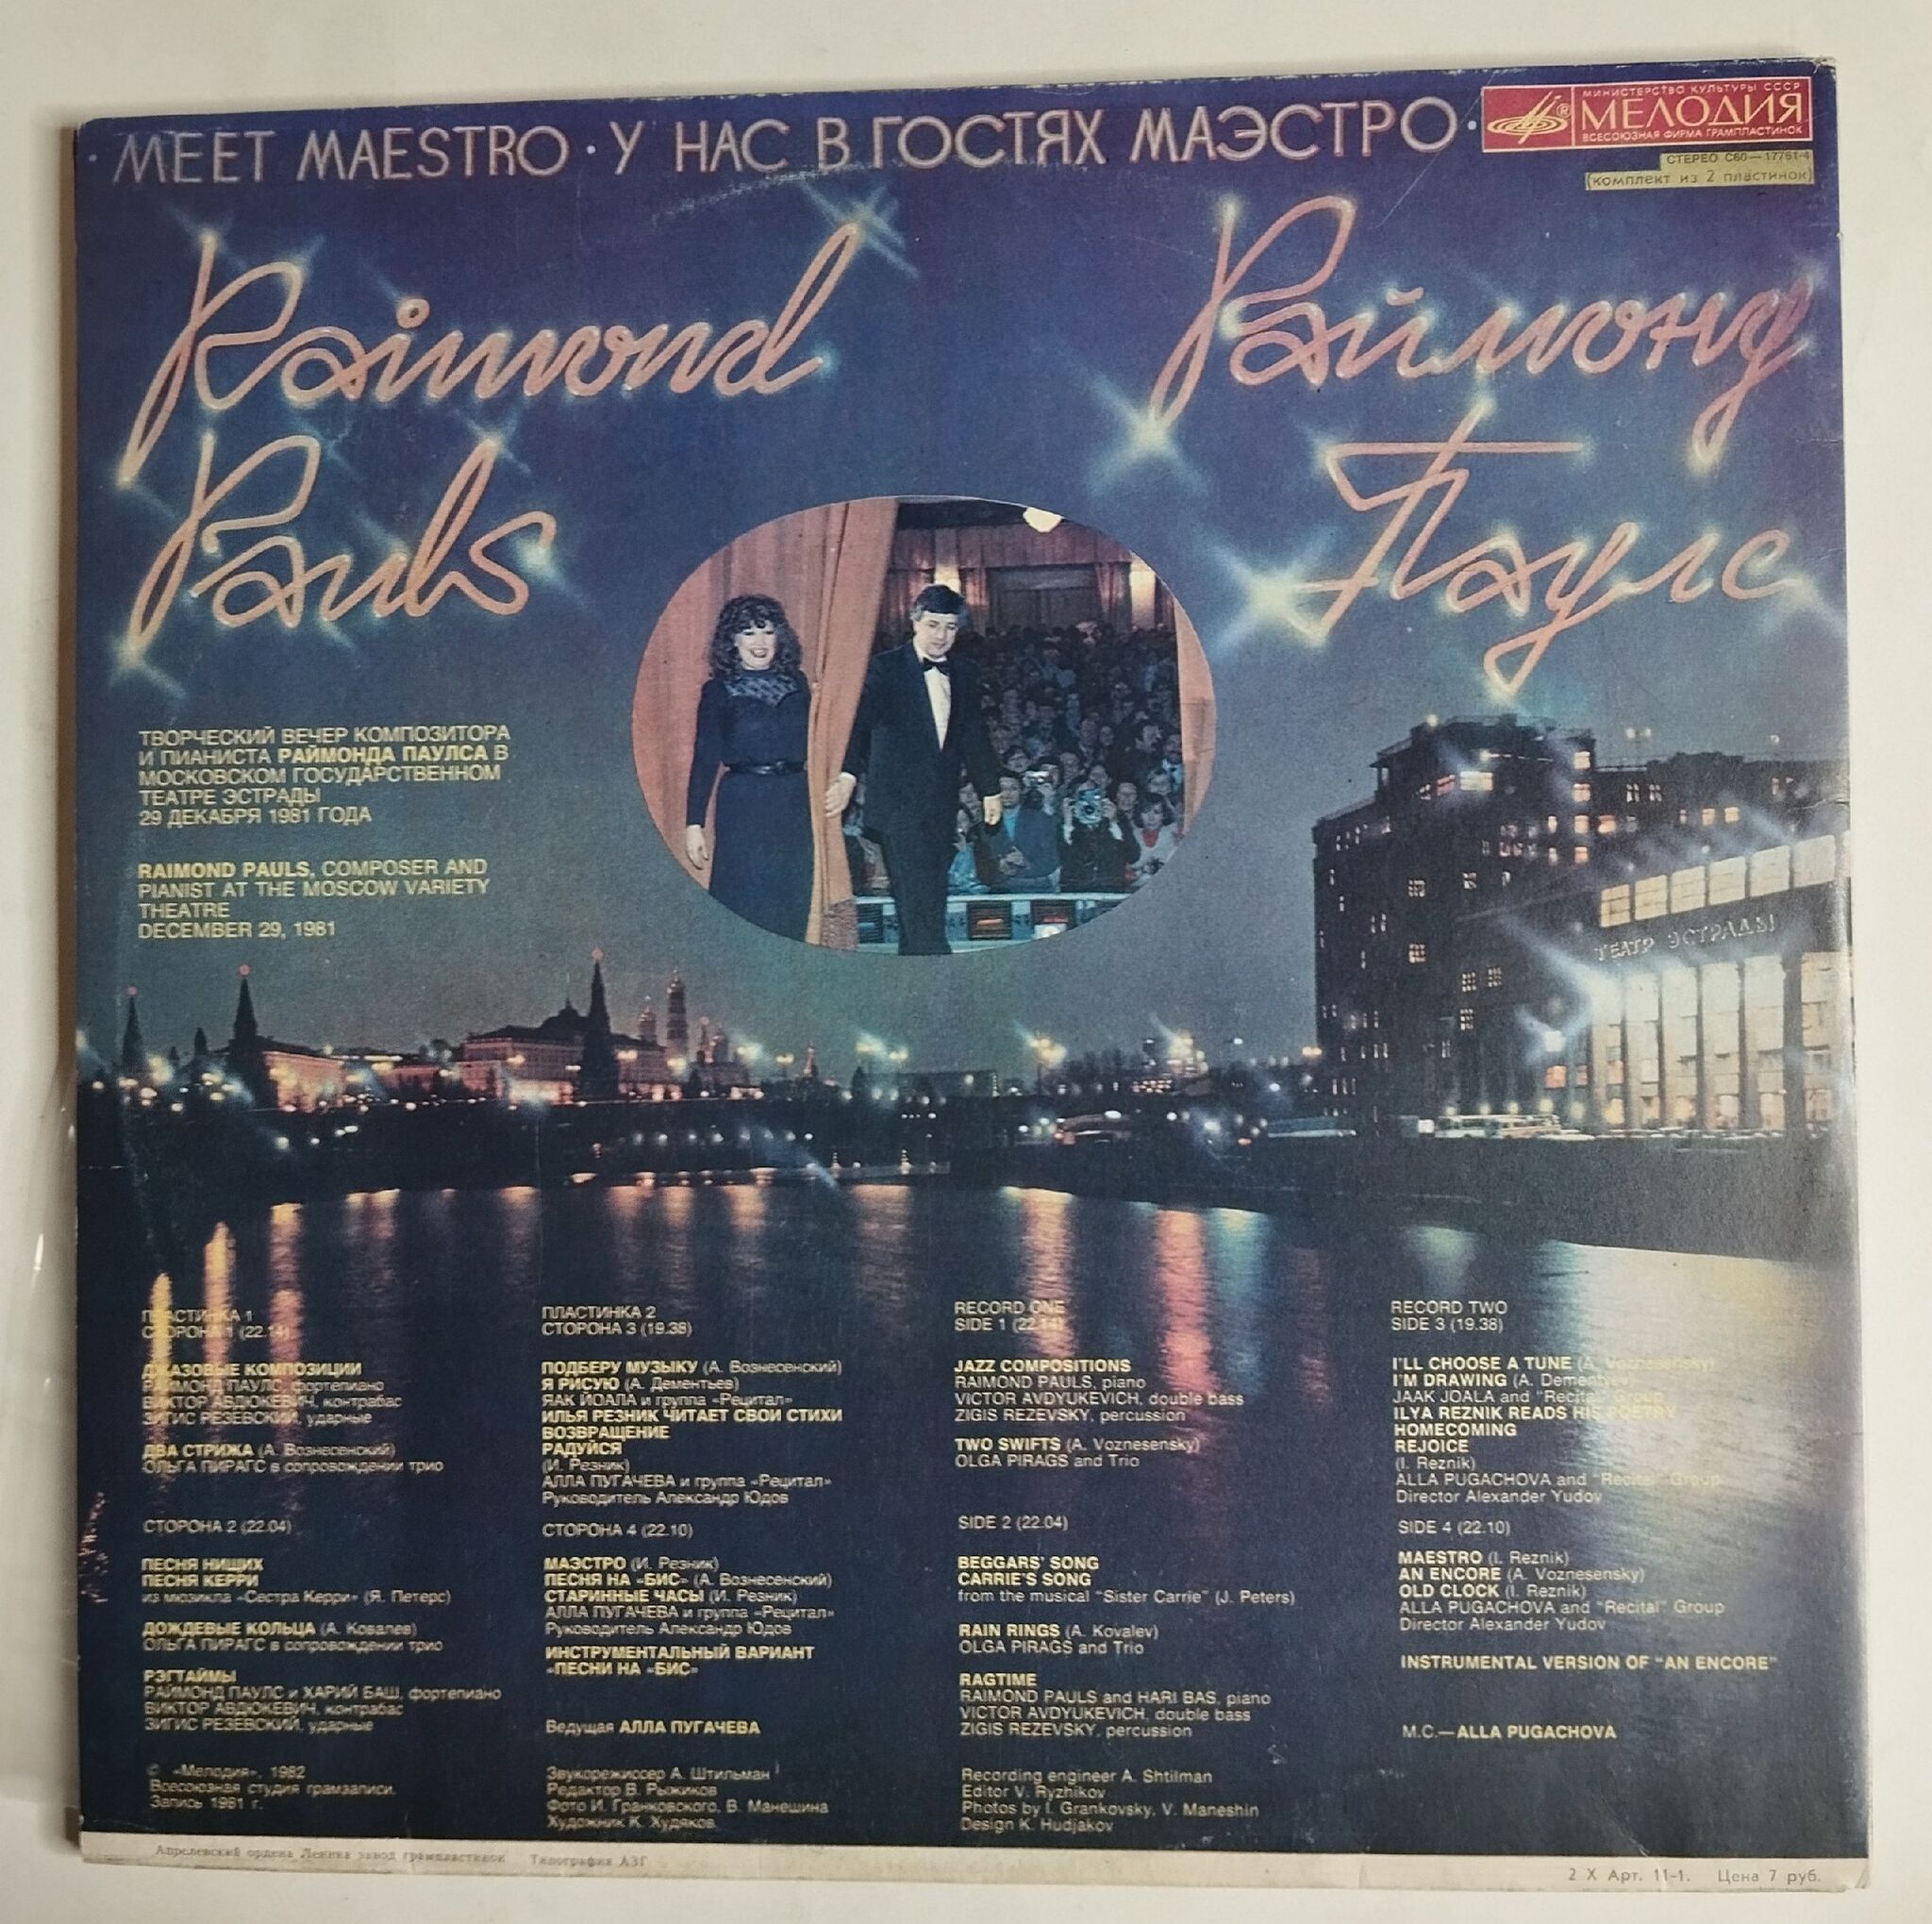 MEET MAESTRO · У НАС В ГОСТЯХ МАЭСТРО ·
МИНИСТЕРСТВО КУЛЬТУРЫ СССР
® МЕЛОДИЯ
ВСЕСОЮЗНАЯ ФИРМА ГРАМПЛАСТИНОК
СТЕРЕО С60—17761-4
(комплект из 2 пластинок)
Raimond
Pauls
Раймонд
Паулс
ТВОРЧЕСКИЙ ВЕЧЕР КОМПОЗИТОРА
И ПИАНИСТА РАЙМОНДА ПАУЛСА В
МОСКОВСКОМ ГОСУДАРСТВЕННОМ
ТЕАТРЕ ЭСТРАДЫ
29 ДЕКАБРЯ 1981 ГОДА
RAIMOND PAULS, COMPOSER AND
PIANIST AT THE MOSCOW VARIETY
THEATRE
DECEMBER 29, 1981
ТЕАТР ЭСТРАДЫ
ПЛАСТИНКА 1
СТОРОНА 1 (22.14)
ДЖАЗОВЫЕ КОМПОЗИЦИИ
РАЙМОНД ПАУЛС, фортепиано
ВИКТОР АВДЮКЕВИЧ, контрабас
ЗИГИС РЕЗЕВСКИЙ, ударные
ДВА СТРИЖА (А. Вознесенский)
ОЛЬГА ПИРАГС в сопровождении трио
СТОРОНА 2 (22.04)
ПЕСНЯ НИЩИХ
ПЕСНЯ КЕРРИ
из мюзикла «Сестра Керри» (Я. Петерс)
ДОЖДЕВЫЕ КОЛЬЦА (А. Ковалев)
ОЛЬГА ПИРАГС в сопровождении трио
РЭГТАЙМЫ
РАЙМОНД ПАУЛС и ХАРИЙ БАШ, фортепиано
ВИКТОР АВДЮКЕВИЧ, контрабас
ЗИГИС РЕЗЕВСКИЙ, ударные
© «Мелодия», 1982
Всесоюзная студия грамзаписи.
Запись 1981 г.
ПЛАСТИНКА 2
СТОРОНА 3 (19.38)
ПОДБЕРУ МУЗЫКУ (А. Вознесенский)
Я РИСУЮ (А. Дементьев)
ЯАК ЙОАЛА и группа «Рецитал»
ИЛЬЯ РЕЗНИК ЧИТАЕТ СВОИ СТИХИ
ВОЗВРАЩЕНИЕ
РАДУЙСЯ
(И. Резник)
АЛЛА ПУГАЧЕВА и группа «Рецитал»
Руководитель Александр Юдов
СТОРОНА 4 (22.10)
МАЭСТРО (И. Резник)
ПЕСНЯ НА «БИС» (А. Вознесенский)
СТАРИННЫЕ ЧАСЫ (И. Резник)
АЛЛА ПУГАЧЕВА и группа «Рецитал»
Руководитель Александр Юдов
ИНСТРУМЕНТАЛЬНЫЙ ВАРИАНТ
«ПЕСНИ НА «БИС»
Ведущая АЛЛА ПУГАЧЕВА
Звукорежиссер А. Штильман
Редактор В. Рыжиков
Фото И. Гранковского, В. Манешина
Художник К. Худяков
RECORD ONE
SIDE 1 (22.14)
JAZZ COMPOSITIONS
RAIMOND PAULS, piano
VICTOR AVDYUKEVICH, double bass
ZIGIS REZEVSKY, percussion
TWO SWIFTS (A. Voznesensky)
OLGA PIRAGS and Trio
SIDE 2 (22.04)
BEGGARS' SONG
CARRIE'S SONG
from the musical "Sister Carrie" (J. Peters)
RAIN RINGS (A. Kovalev)
OLGA PIRAGS and Trio
RAGTIME
RAIMOND PAULS and HARI BAS, piano
VICTOR AVDYUKEVICH, double bass
ZIGIS REZEVSKY, percussion
Recording engineer A. Shtilman
Editor V. Ryzhikov
Photos by I. Grankovsky, V. Maneshin
Design K. Hudjakov
RECORD TWO
SIDE 3 (19.38)
I'LL CHOOSE A TUNE (A. Voznesensky)
I'M DRAWING (A. Dementyev)
JAAK JOALA and "Recital" Group
ILYA REZNIK READS HIS POETRY
HOMECOMING
REJOICE
(I. Reznik)
ALLA PUGACHOVA and "Recital" Group
Director Alexander Yudov
SIDE 4 (22.10)
MAESTRO (I. Reznik)
AN ENCORE (A. Voznesensky)
OLD CLOCK (I. Reznik)
ALLA PUGACHOVA and "Recital" Group
Director Alexander Yudov
INSTRUMENTAL VERSION OF "AN ENCORE"
M.C.—ALLA PUGACHOVA
Апрелевский ордена Ленина завод грампластинок Типография АЗГ
2 X Арт. 11-1. Цена 7 руб.